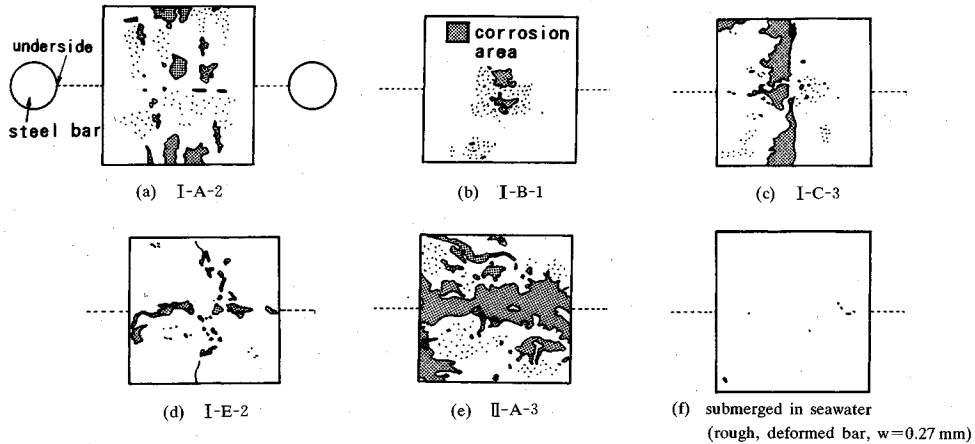 underside
steel bar
corrosion
area
(a) I-A-2
(b) I-B-1
(c) I-C-3
(d) I-E-2
(e) II-A-3
(f) submerged in seawater
(rough, deformed bar, w=0.27 mm)